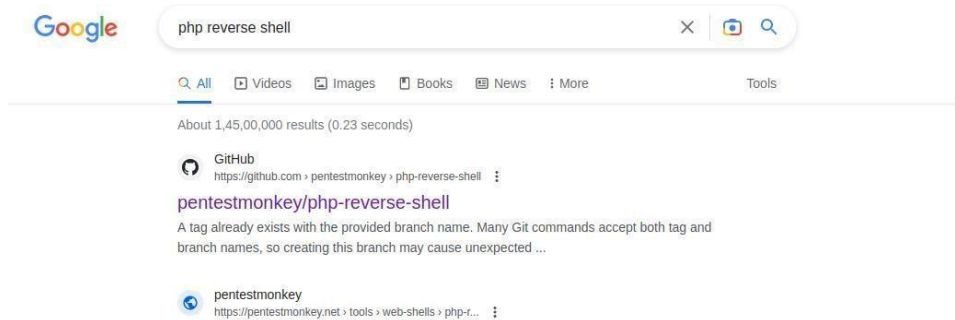 Google
php reverse shell
All Videos Images Books News More Tools
About 1,45,00,000 results (0.23 seconds)
GitHub
https://github.com › pentestmonkey › php-reverse-shell
pentestmonkey/php-reverse-shell
A tag already exists with the provided branch name. Many Git commands accept both tag and
branch names, so creating this branch may cause unexpected ...
pentestmonkey
https://pentestmonkey.net › tools › web-shells › php-r...